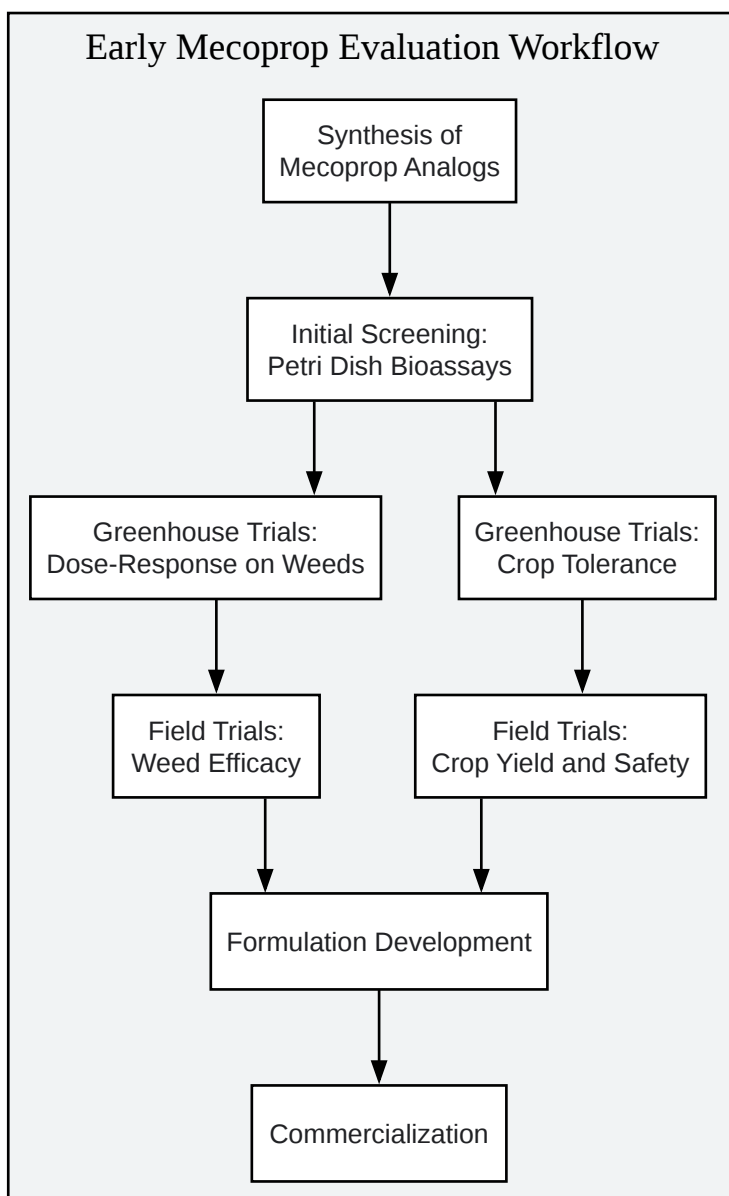 Early Mecoprop Evaluation Workflow
Synthesis of
Mecoprop Analogs
Initial Screening:
Petri Dish Bioassays
Greenhouse Trials:
Dose-Response on Weeds
Greenhouse Trials:
Crop Tolerance
Field Trials:
Weed Efficacy
Field Trials:
Crop Yield and Safety
Formulation Development
Commercialization